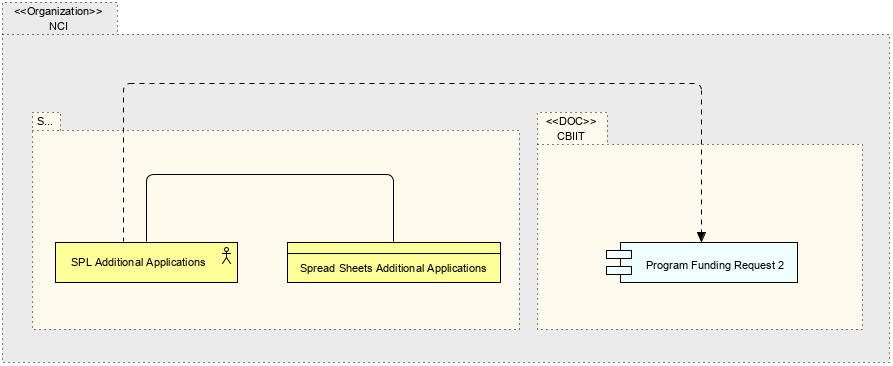 <<Organization>>
NCI
S...
<<DOC>>
CBIIT
SPL Additional Applications
Spread Sheets Additional Applications
Program Funding Request 2